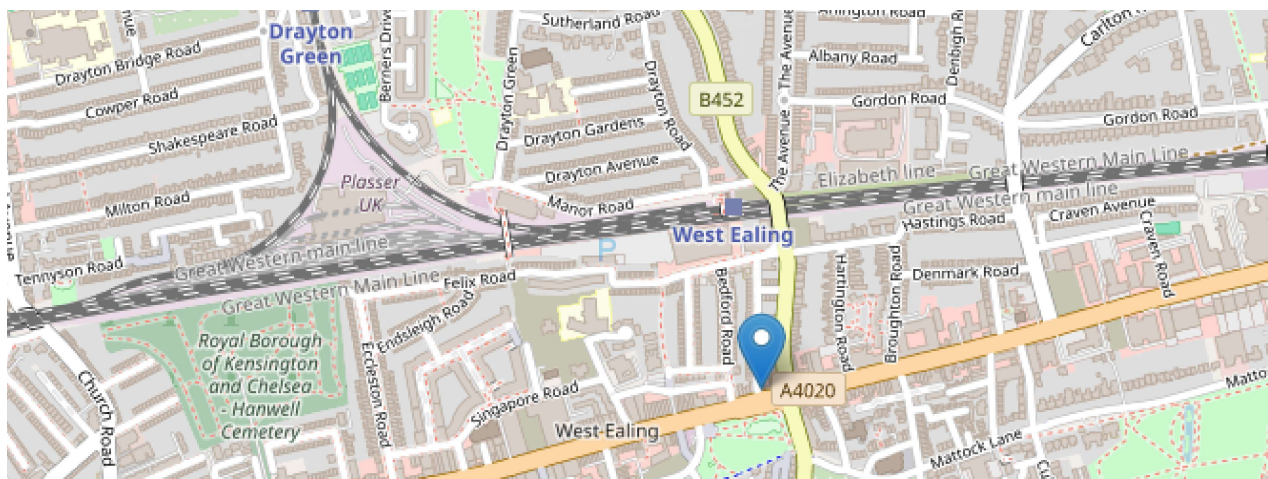 Sutherland Road
Arlington Road
Drayton
Green
Drayton Bridge Road
Berners Drive
Drayton Green
Drayton Road
The Avenue
Albany Road
Denbigh R
Carlton R
Cowper Road
B452
Gordon Road
Gordon Road
Shakespeare Road
Drayton Gardens
The Avenue
Drayton Avenue
Elizabeth line
Great Western Main Line
Plasser
UK
Milton Road
Manor Road
Great Western main line
Craven Avenue
West Ealing
Hastings Road
Great Western main line
P
Tennyson Road
Felix Road
Great Western Main Line
Bedford Road
Hartington Road
Broughton Road
Denmark Road
Craven Road
Endsleigh Road
Eccleston Road
Royal Borough
of Kensington
and Chelsea
- Hanwell
Cemetery
Church Road
Singapore Road
A4020
West Ealing
Mattock Lane
Matto